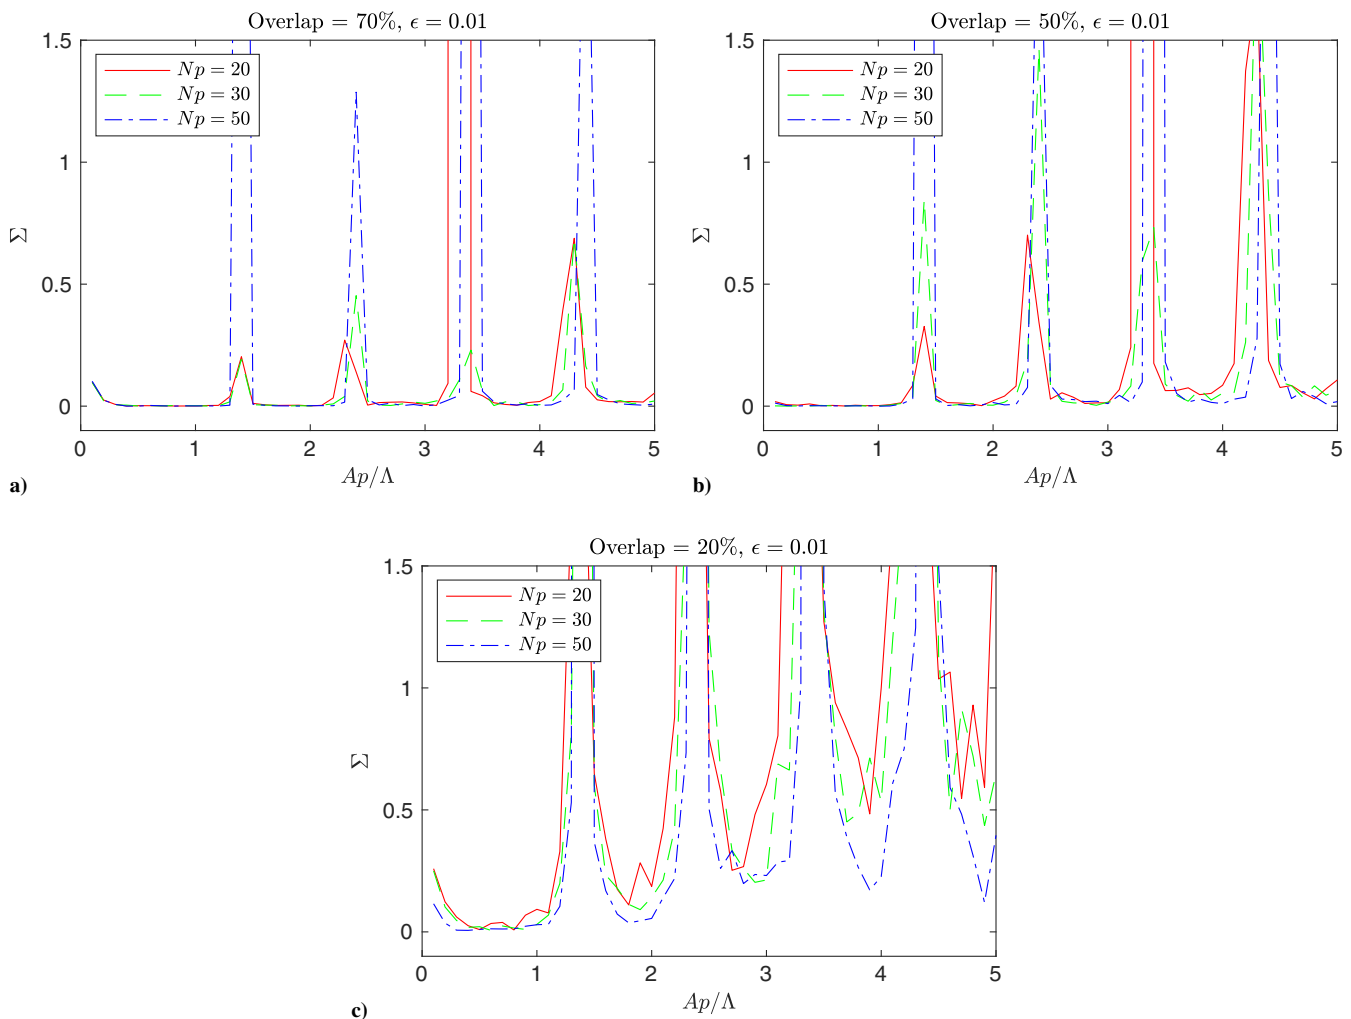 Overlap = 70%, ϵ = 0.01
1.5
1
0.5
0
Σ
Np = 20
Np = 30
Np = 50
0 1 2 3 4 5
Ap/Λ
a)
Overlap = 50%, ϵ = 0.01
1.5
1
0.5
0
Σ
Np = 20
Np = 30
Np = 50
0 1 2 3 4 5
Ap/Λ
b)
Overlap = 20%, ϵ = 0.01
1.5
1
0.5
0
Σ
Np = 20
Np = 30
Np = 50
0 1 2 3 4 5
Ap/Λ
c)